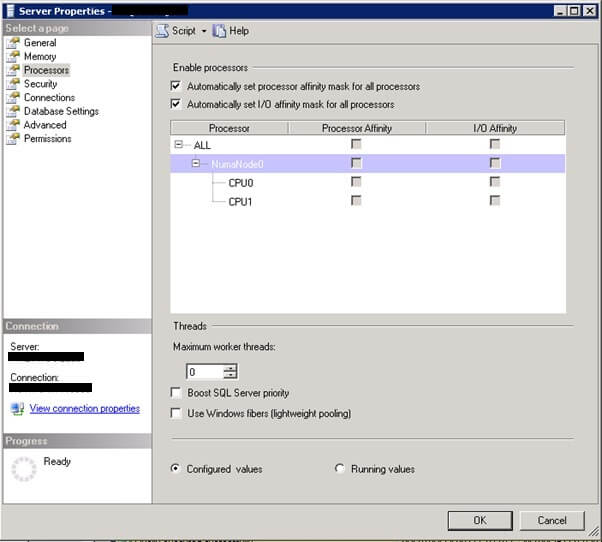 Server Properties -
Select a page
General
Memory
Processors
Security
Connections
Database Settings
Advanced
Permissions
Script
Help
Enable processors
Automatically set processor affinity mask for all processors
Automatically set I/O affinity mask for all processors
Processor Processor Affinity I/O Affinity
ALL
NumaNode0
CPU0
CPU1
Threads
Maximum worker threads:
0
Boost SQL Server priority
Use Windows fibers (lightweight pooling)
Configured values
Running values
Connection
Server:
Connection:
View connection properties
Progress
Ready
OK
Cancel